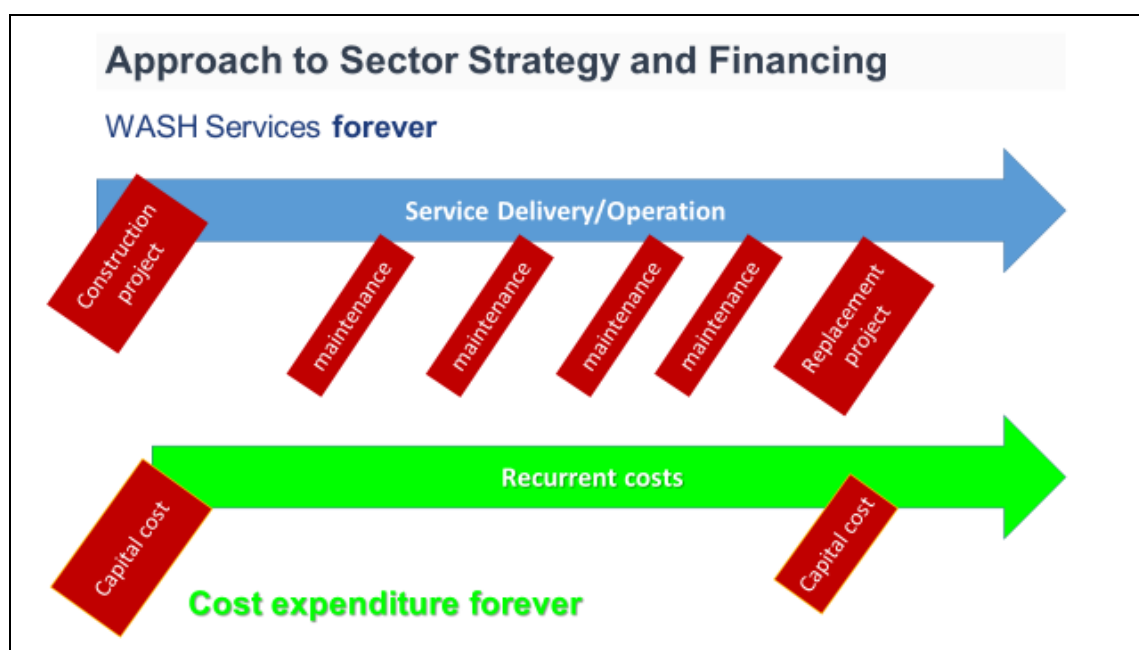 Approach to Sector Strategy and Financing
WASH Services forever
Service Delivery/Operation
Construction
project
maintenance
maintenance
maintenance
maintenance
Replacement
project
Recurrent costs
Capital cost
Capital cost
Cost expenditure forever